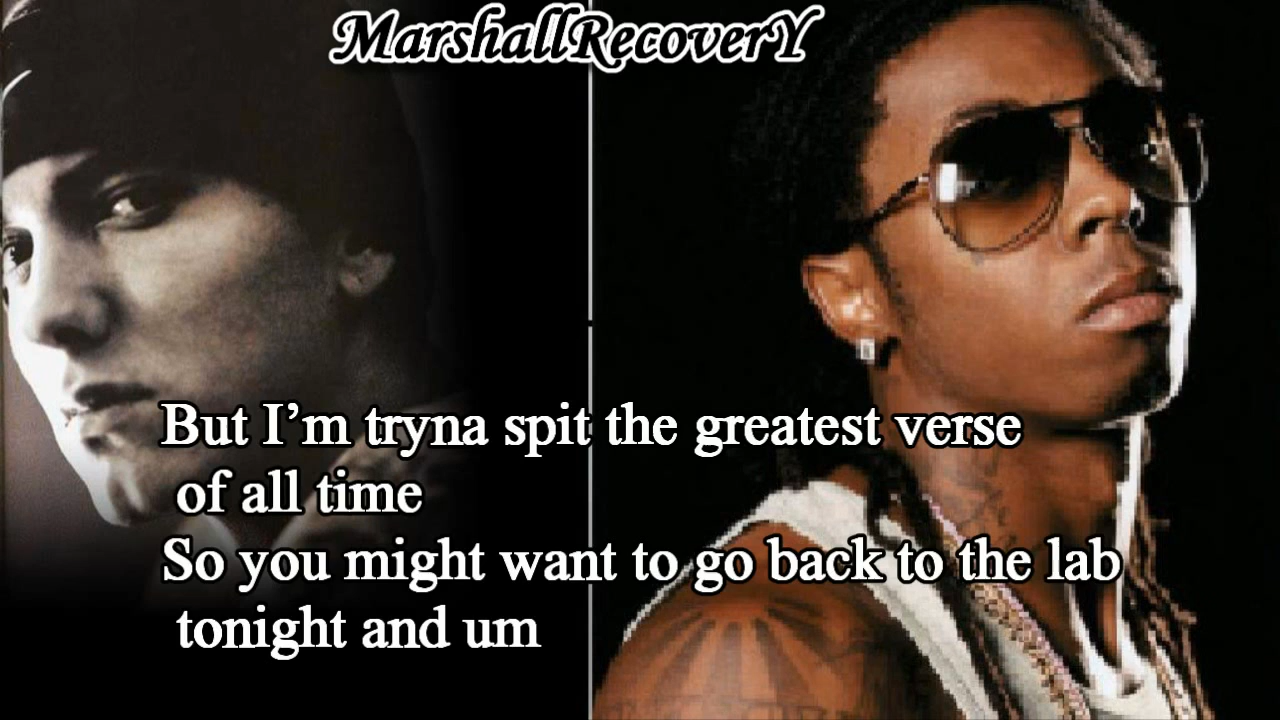 MarshallRecoverY
But I’m tryna spit the greatest verse
of all time
So you might want to go back to the lab
tonight and um